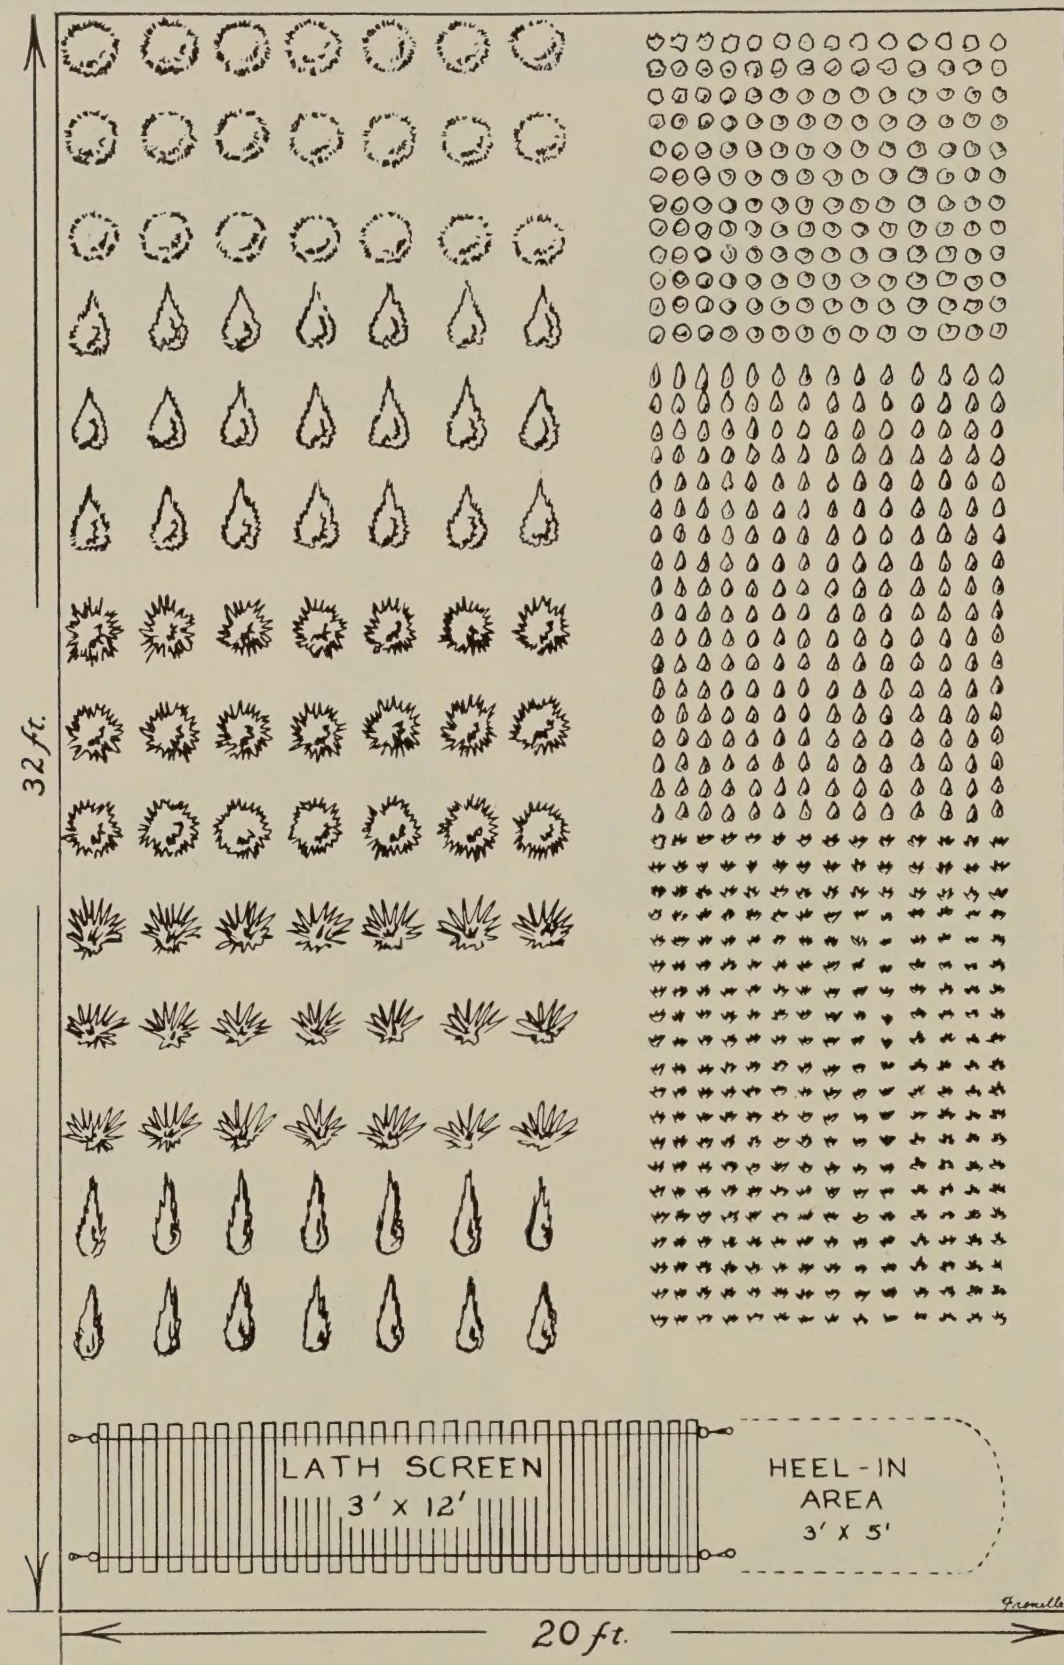 32 ft.
LATH SCREEN
3' X 12'
HEEL-IN
AREA
3' X 5'
20 ft.